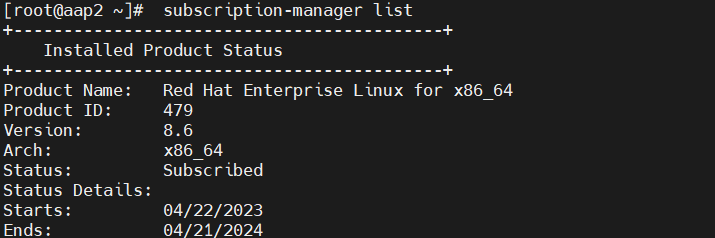 [root@aap2 ~]#  subscription-manager list
+-------------------------------------------+
    Installed Product Status
+-------------------------------------------+
Product Name:   Red Hat Enterprise Linux for x86_64
Product ID:     479
Version:        8.6
Arch:           x86_64
Status:         Subscribed
Status Details:
Starts:         04/22/2023
Ends:           04/21/2024